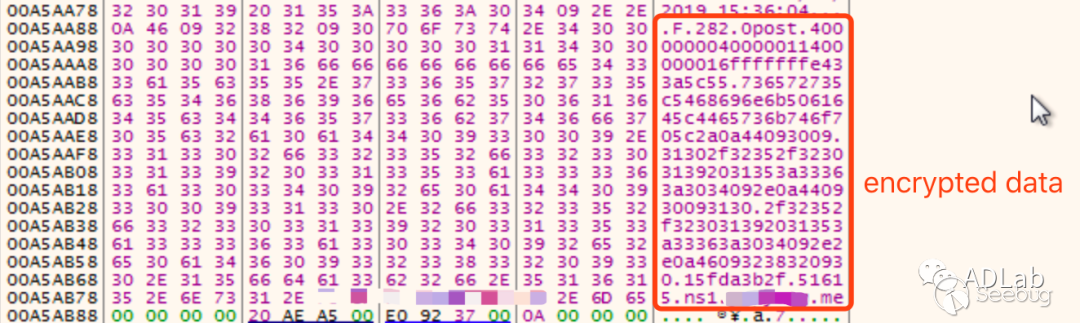 00A5AA78 32 30 31 39 20 31 35 3A 33 36 3A 30 34 09 2E 2E 2019 15:36:04...
00A5AA88 0A 46 09 32 38 32 09 30 70 6F 73 74 2E 34 30 30 .F.282.0post.400
00A5AA98 30 30 30 30 30 34 30 30 30 30 30 31 31 34 30 30 0000040000011400
00A5AAA8 30 30 30 30 31 36 66 66 66 66 66 66 66 65 34 33 000016fffffffe43
00A5AAB8 33 61 35 63 35 35 2E 37 33 36 35 37 32 37 33 35 3a5c55.736572735
00A5AAC8 63 35 34 36 38 36 39 36 65 36 62 35 30 36 31 36 c5468696e6b50616
00A5AAD8 34 35 63 34 34 36 35 37 33 36 62 37 34 36 66 37 45c4465736b746f7
00A5AAE8 30 35 63 32 61 30 61 34 34 30 39 33 30 30 39 2E 05c2a0a44093009.
00A5AAF8 33 31 33 30 32 66 33 32 33 35 32 66 33 32 33 30 31302f32352f3230
00A5AB08 33 31 33 39 32 30 33 31 33 35 33 61 33 33 33 36 31392031353a3336
00A5AB18 33 61 33 30 33 34 30 39 32 65 30 61 34 34 30 39 3a3034092e0a4409
00A5AB28 33 30 30 39 33 31 33 30 2E 32 66 33 32 33 35 32 30093130.2f32352
00A5AB38 66 33 32 33 30 33 31 33 39 32 30 33 31 33 35 33 f323031392031353
00A5AB48 61 33 33 33 36 33 61 33 30 33 34 30 39 32 65 32 a33363a3034092e2
00A5AB58 65 30 61 34 36 30 39 33 32 33 38 33 32 30 39 33 e0a4609323832093
00A5AB68 30 2E 31 35 66 64 61 33 62 32 66 2E 35 31 36 31 0.15fda3b2f.5161
00A5AB78 35 2E 6E 73 31 2E 2E 6D 65 5.ns1. .me
00A5AB88 00 00 00 00 20 AE A5 00 E0 92 37 00 0A 00 00 00 .... ®¥.à.7.....
encrypted data
ADLab
Seebug